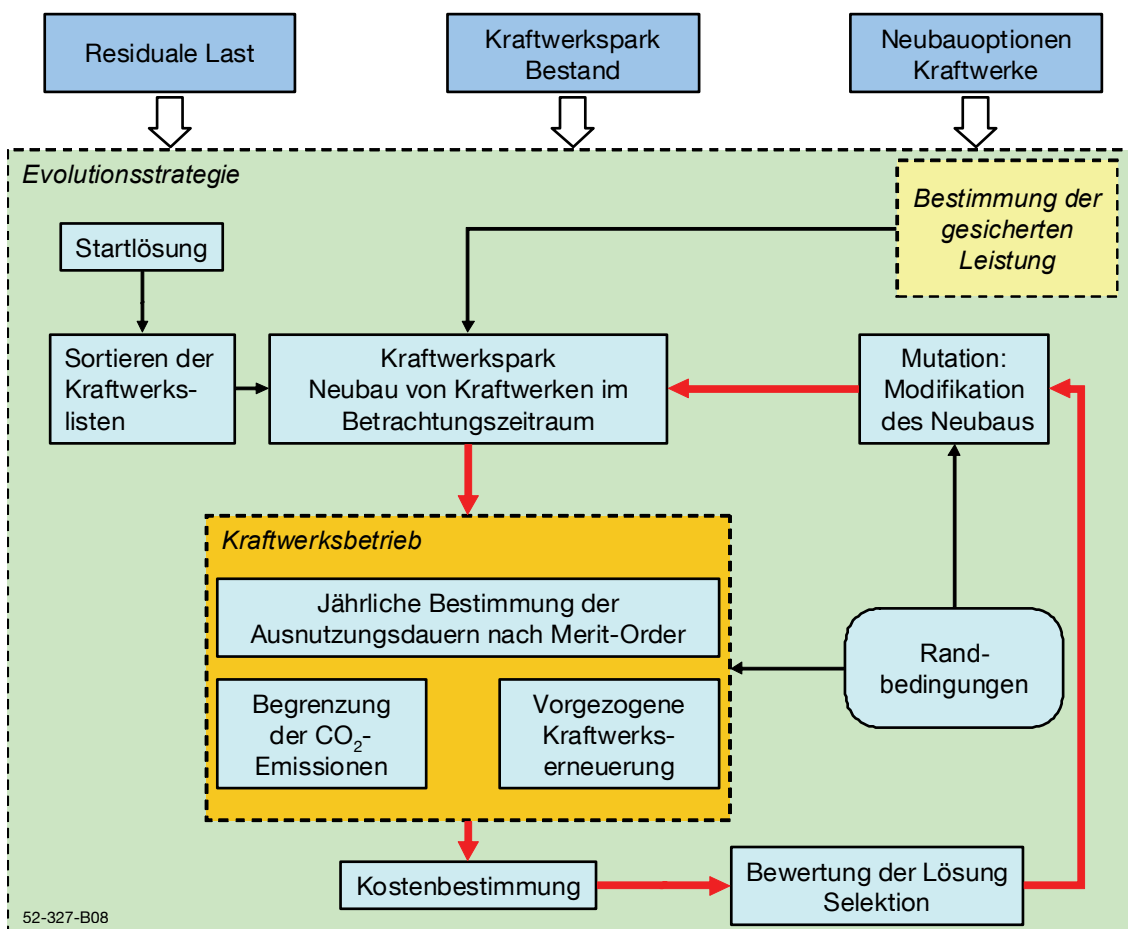 Residuale Last
Kraftwerkspark
Bestand
Neubauoptionen
Kraftwerke
Evolutionsstrategie
Bestimmung der
gesicherten
Leistung
Startlösung
Sortieren der
Kraftwerks-
listen
Kraftwerkspark
Neubau von Kraftwerken im
Betrachtungszeitraum
Mutation:
Modifikation
des Neubaus
Kraftwerksbetrieb
Jährliche Bestimmung der
Ausnutzungsdauern nach Merit-Order
Begrenzung
der CO₂-
Emissionen
Vorgezogene
Kraftwerks-
erneuerung
Rand-
bedingungen
Kostenbestimmung
Bewertung der Lösung
Selektion
52-327-B08